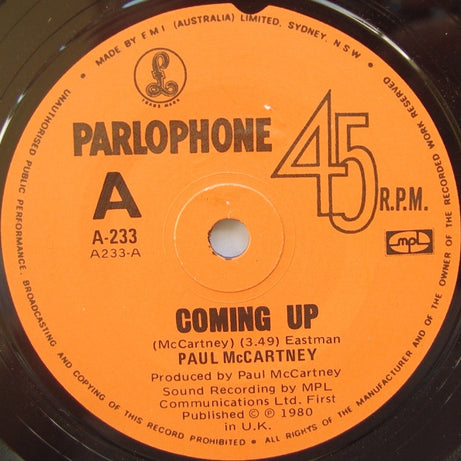 • MADE BY E M I (AUSTRALIA) LIMITED, SYDNEY, N.S.W. •
UNAUTHORISED PUBLIC PERFORMANCE, BROADCASTING AND COPYING OF THIS RECORD PROHIBITED • ALL RIGHTS OF THE MANUFACTURER AND OF THE OWNER OF THE RECORDED WORK RESERVED
£
TRADE MARK
PARLOPHONE
45
R.P.M.
A
A-233
A233-A
MPL
COMING UP
(McCartney) (3.49) Eastman
PAUL McCARTNEY
Produced by Paul McCartney
Sound Recording by MPL
Communications Ltd. First
Published © ℗ 1980
in U.K.